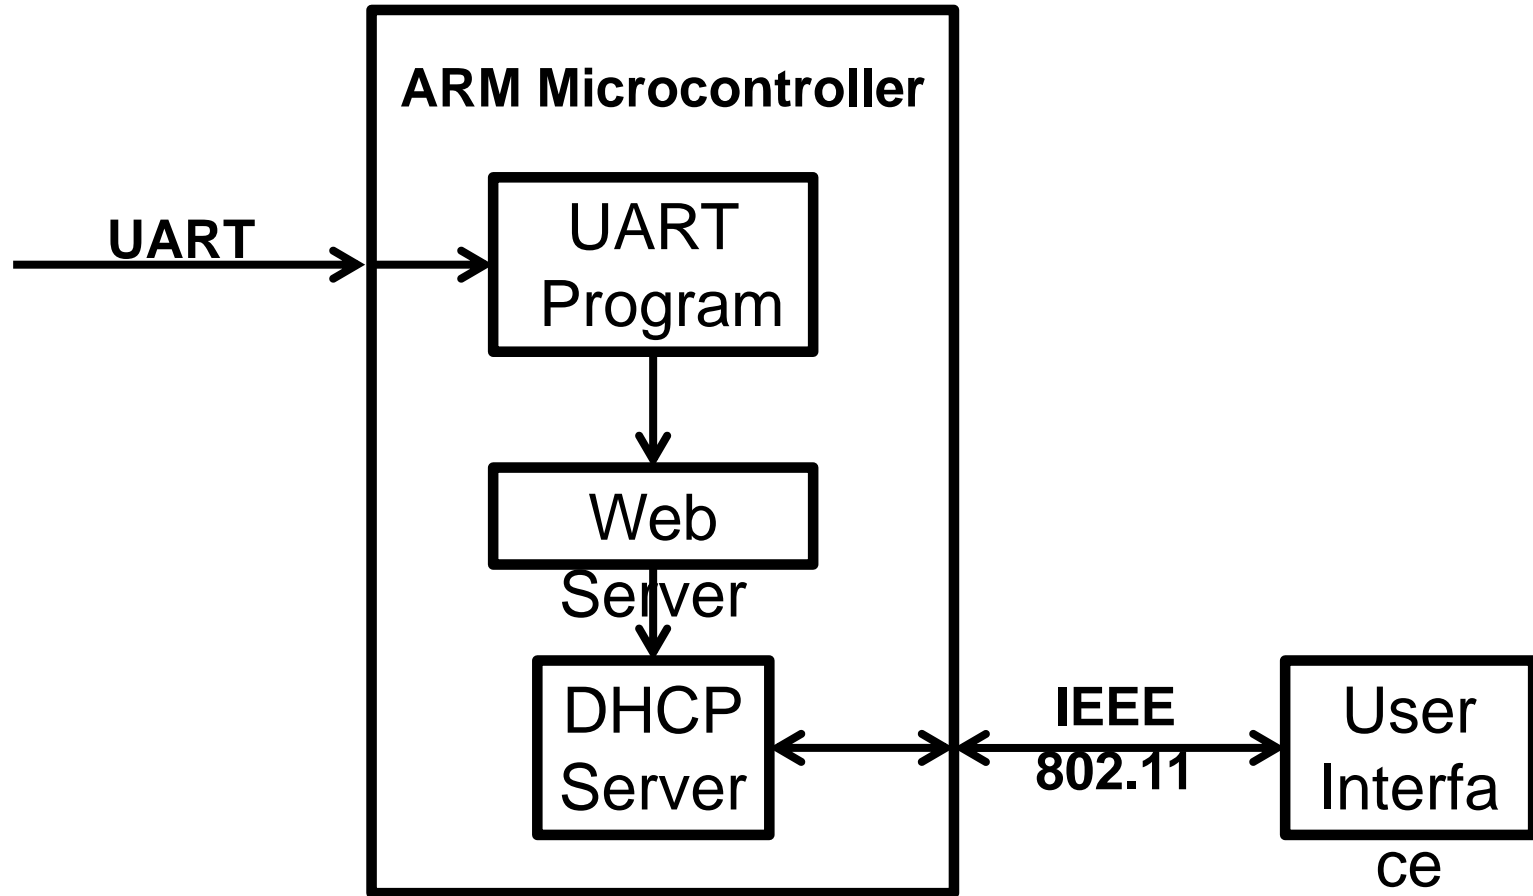 ARM Microcontroller
UART
UART
Program
Web
Server
DHCP
Server
IEEE
802.11
User
Interfa
ce